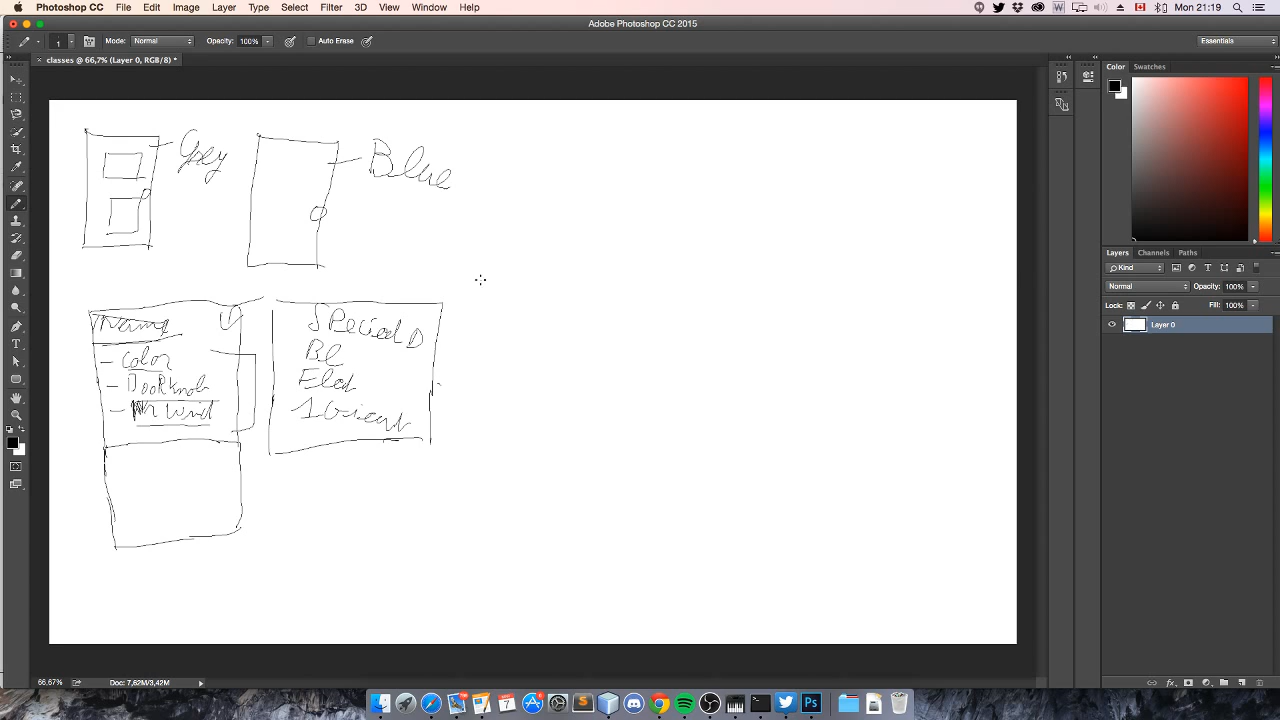 Photoshop CC File Edit Image Layer Type Select Filter 3D View Window Help Mon 21:19
Adobe Photoshop CC 2015
1 Mode: Normal Opacity: 100% Auto Erase Essentials
classes @ 66,7% (Layer 0, RGB/8) *
Color Swatches
Grey
Blue
Name
- Color
- DooRKnob
Special D
Bl
Layers Channels Paths
Kind
Normal Opacity: 100%
Lock: Fill: 100%
Layer 0
66,67% Doc: 7,62M/3,42M